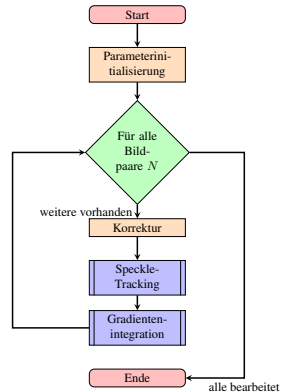 Start
Parameterini-
tialisierung
Für alle
Bild-
paare N
weitere vorhanden
Korrektur
Speckle-
Tracking
Gradienten-
integration
Ende
alle bearbeitet